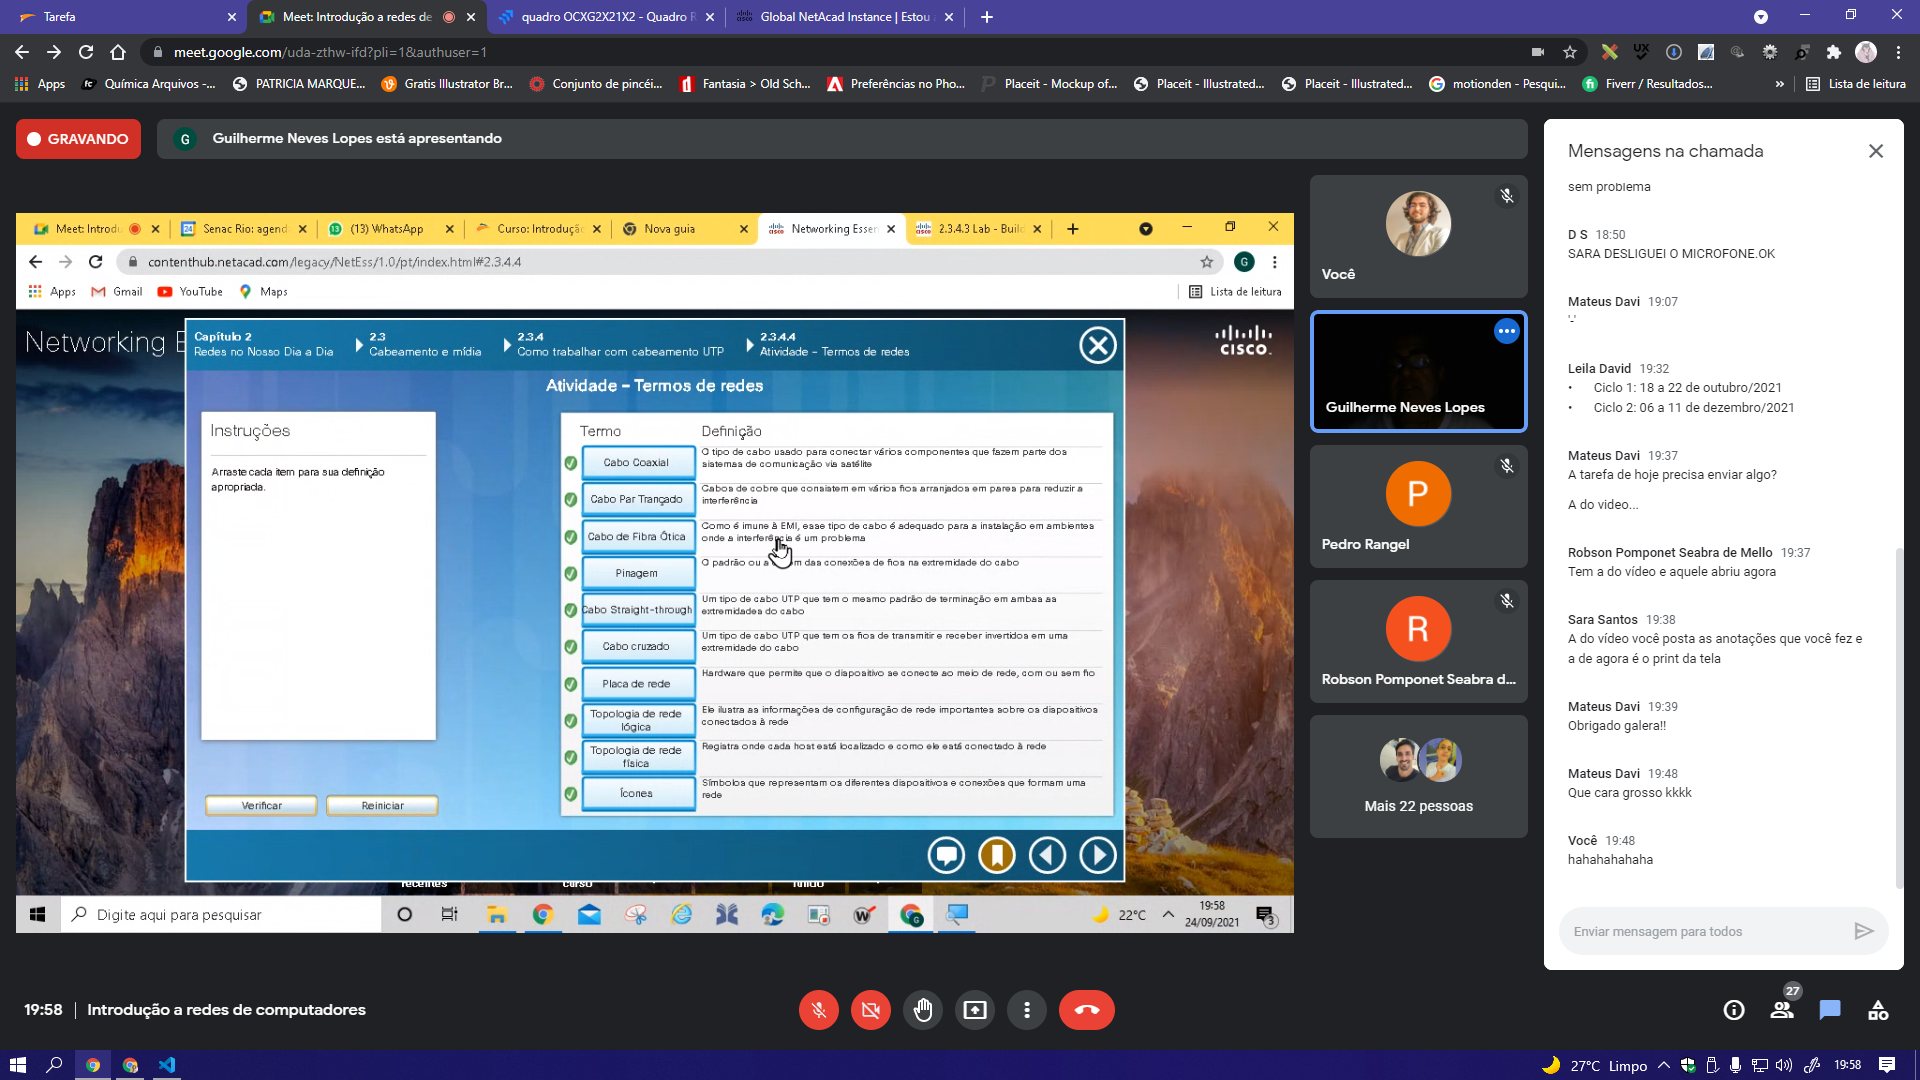 Tarefa
Meet: Introdução a redes de
quadro OCXG2X21X2 - Quadro R
Global NetAcad Instance | Estou
meet.google.com/uda-zthw-ifd?pli=1&authuser=1
Apps
Química Arquivos -...
PATRICIA MARQUE...
Gratis Illustrator Br...
Conjunto de pincéi...
Fantasia > Old Sch...
Preferências no Pho...
Placeit - Mockup of...
Placeit - Illustrated...
Placeit - Illustrated...
motionden - Pesqui...
Fiverr / Resultados...
»
Lista de leitura
GRAVANDO
G
Guilherme Neves Lopes está apresentando
Meet: Introdu
Senac Rio: agend
(13) WhatsApp
Curso: Introduçã
Nova guia
Networking Essen
2.3.4.3 Lab - Build
contenthub.netacad.com/legacy/NetEss/1.0/pt/index.html#2.3.4.4
G
Apps
Gmail
YouTube
Maps
Lista de leitura
Networking E
CISCO
Capítulo 2
Redes no Nosso Dia a Dia
2.3
Cabeamento e mídia
2.3.4
Como trabalhar com cabeamento UTP
2.3.4.4
Atividade – Termos de redes
Atividade – Termos de redes
Instruções
Arraste cada item para sua definição
apropriada.
Verificar
Reiniciar
Termo
Definição
Cabo Coaxial
O tipo de cabo usado para conectar vários componentes que fazem parte dos
sistemas de comunicação via satélite
Cabo Par Trançado
Cabos de cobre que consistem em vários fios arranjados em pares para reduzir a
interferência
Cabo de Fibra Ótica
Como é imune à EMI, esse tipo de cabo é adequado para a instalação em ambientes
onde a interferência é um problema
Pinagem
O padrão ou a das conexões de fios na extremidade do cabo
Cabo Straight-through
Um tipo de cabo UTP que tem o mesmo padrão de terminação em ambas as
extremidades do cabo
Cabo cruzado
Um tipo de cabo UTP que tem os fios de transmitir e receber invertidos em uma
extremidade do cabo
Placa de rede
Hardware que permite que o dispositivo se conecte ao meio de rede, com ou sem fio
Topologia de rede
lógica
Ele ilustra as informações de configuração de rede importantes sobre os dispositivos
conectados à rede
Topologia de rede
física
Registra onde cada host está localizado e como ele está conectado à rede
Ícones
Símbolos que representam os diferentes dispositivos e conexões que formam uma
rede
recentes
curso
fundo
Digite aqui para pesquisar
22°C
19:58
24/09/2021
3
Você
Guilherme Neves Lopes
P
Pedro Rangel
R
Robson Pomponet Seabra d...
Mais 22 pessoas
Mensagens na chamada
sem problema
D S 18:50
SARA DESLIGUEI O MICROFONE.OK
Mateus Davi 19:07
'-'
Leila David 19:32
• Ciclo 1: 18 a 22 de outubro/2021
• Ciclo 2: 06 a 11 de dezembro/2021
Mateus Davi 19:37
A tarefa de hoje precisa enviar algo?
A do video...
Robson Pomponet Seabra de Mello 19:37
Tem a do vídeo e aquele abriu agora
Sara Santos 19:38
A do vídeo você posta as anotações que você fez e
a de agora é o print da tela
Mateus Davi 19:39
Obrigado galera!!
Mateus Davi 19:48
Que cara grosso kkkk
Você 19:48
hahahahahaha
Enviar mensagem para todos
19:58 | Introdução a redes de computadores
27
27°C Limpo
19:58